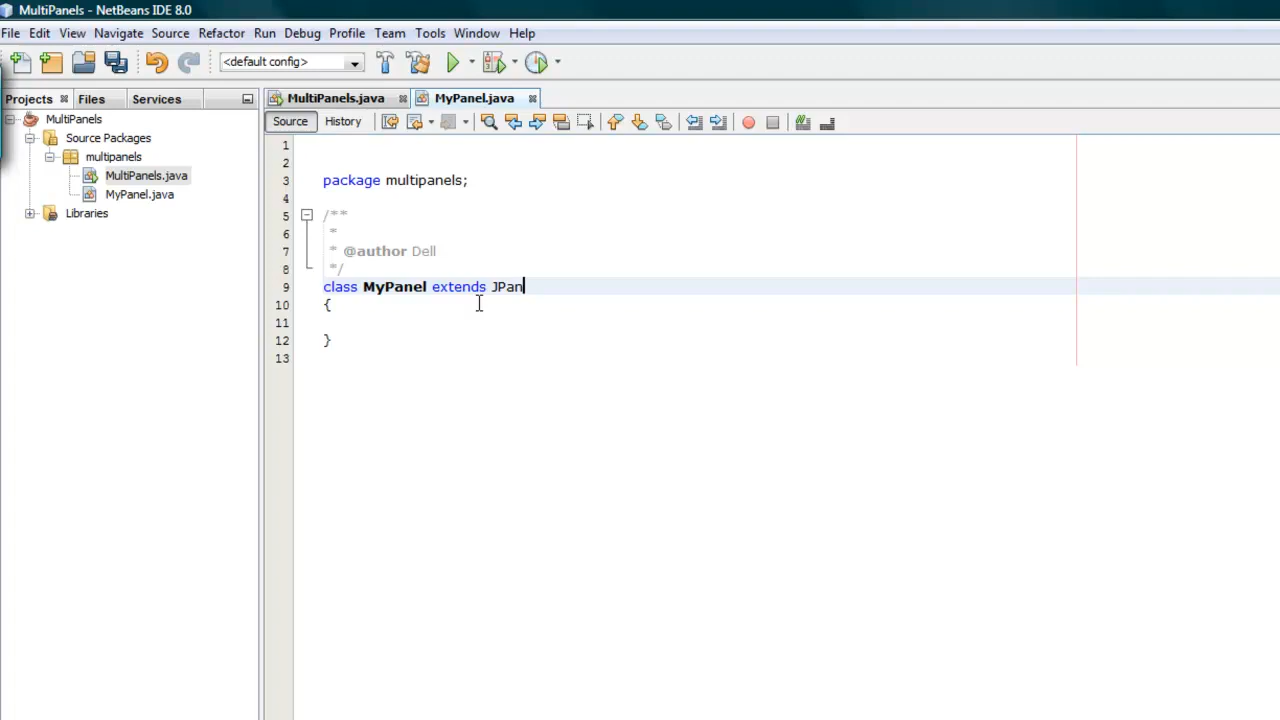 MultiPanels - NetBeans IDE 8.0
File Edit View Navigate Source Refactor Run Debug Profile Team Tools Window Help
<default config>
Projects Files Services
MultiPanels.java MyPanel.java
Source History
MultiPanels
Source Packages
multipanels
MultiPanels.java
MyPanel.java
Libraries
1
2
3 package multipanels;
4
5 /**
6 *
7 * @author Dell
8 */
9 class MyPanel extends JPan
10 {
11
12 }
13